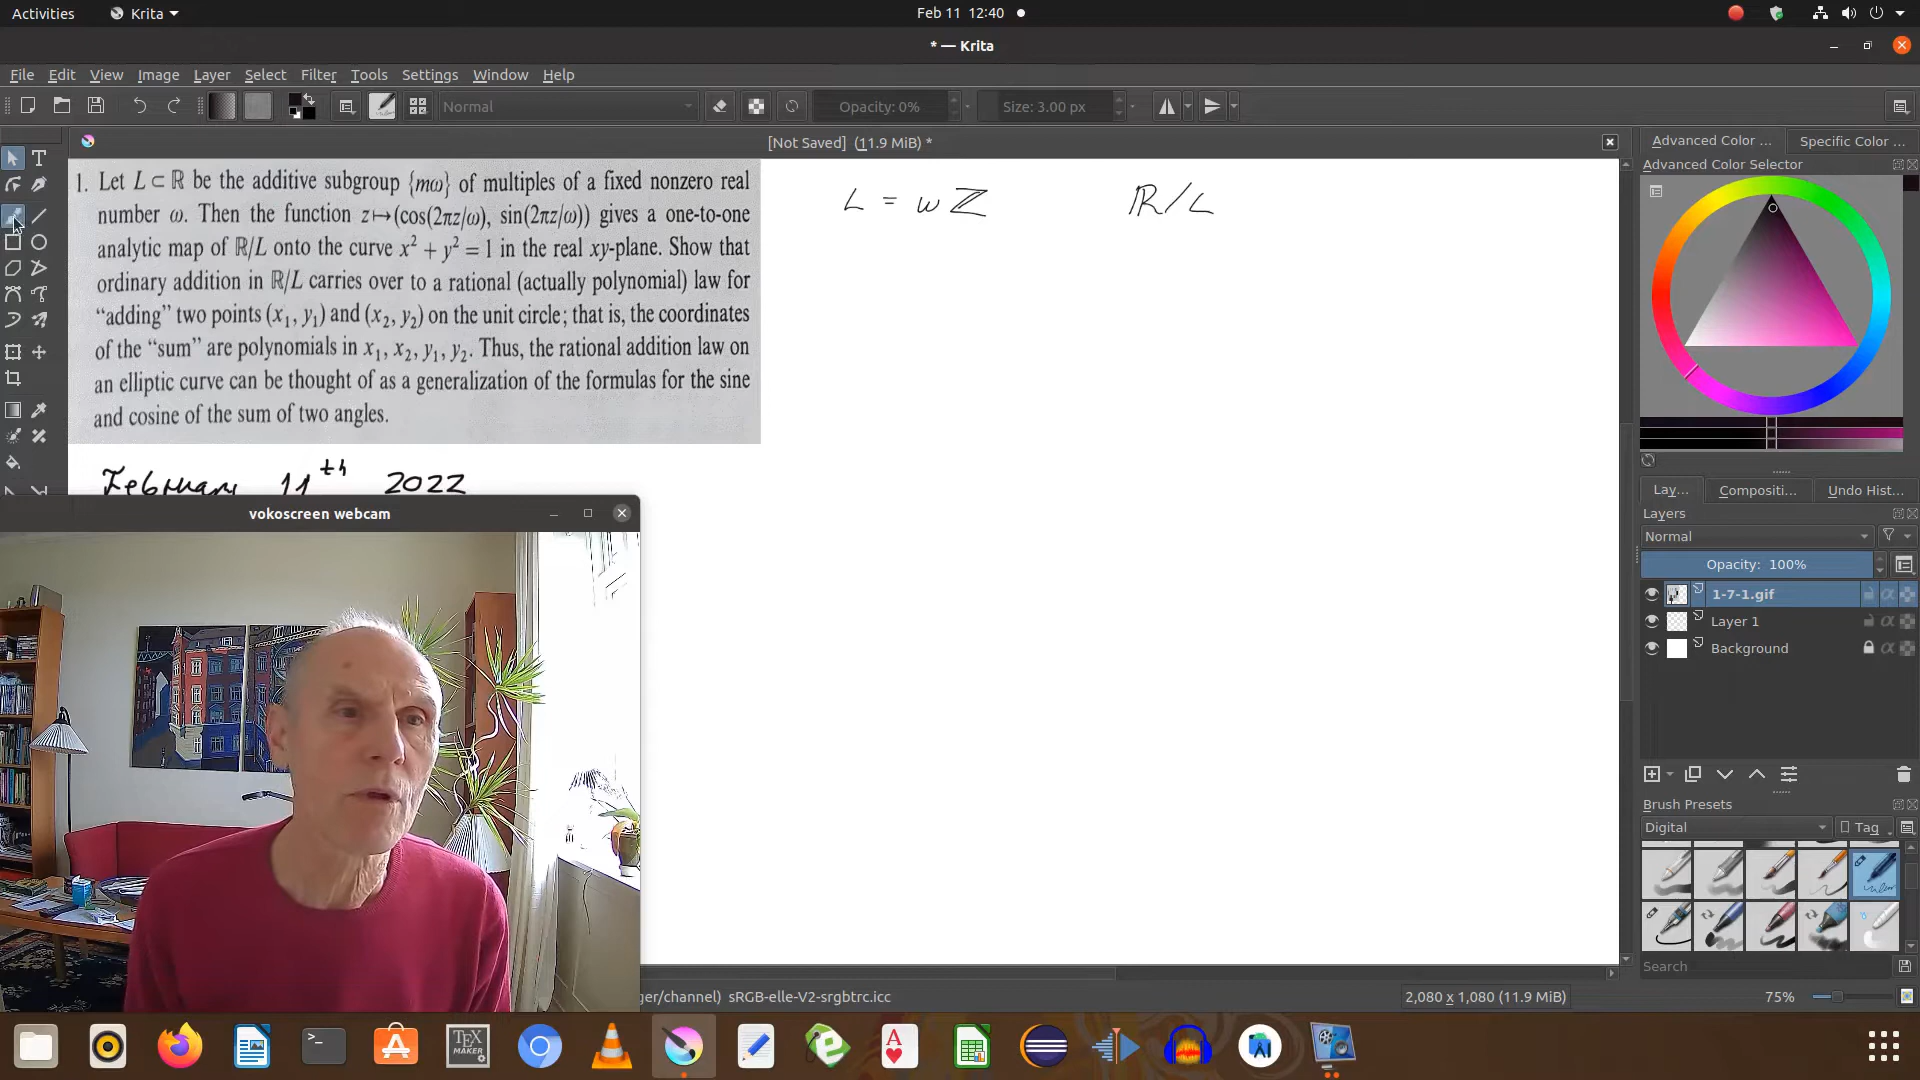 Activities Krita Feb 11 12:40
* — Krita
File Edit View Image Layer Select Filter Tools Settings Window Help
Normal Opacity: 0% Size: 3.00 px
[Not Saved] (11.9 MiB) *
Advanced Color ... Specific Color ...
Advanced Color Selector
1. Let L ⊂ ℝ be the additive subgroup {mω} of multiples of a fixed nonzero real
number ω. Then the function z↦(cos(2πz/ω), sin(2πz/ω)) gives a one-to-one
analytic map of ℝ/L onto the curve x² + y² = 1 in the real xy-plane. Show that
ordinary addition in ℝ/L carries over to a rational (actually polynomial) law for
“adding” two points (x₁, y₁) and (x₂, y₂) on the unit circle; that is, the coordinates
of the “sum” are polynomials in x₁, x₂, y₁, y₂. Thus, the rational addition law on
an elliptic curve can be thought of as a generalization of the formulas for the sine
and cosine of the sum of two angles.
L = ω ℤ ℝ/L
February 11th 2022
vokoscreen webcam
Lay... Compositi... Undo Hist...
Layers
Normal
Opacity: 100%
1-7-1.gif
Layer 1
Background
Brush Presets
Digital Tag
Search
ger/channel) sRGB-elle-V2-srgbtrc.icc 2,080 x 1,080 (11.9 MiB) 75%
TEX
MAKER